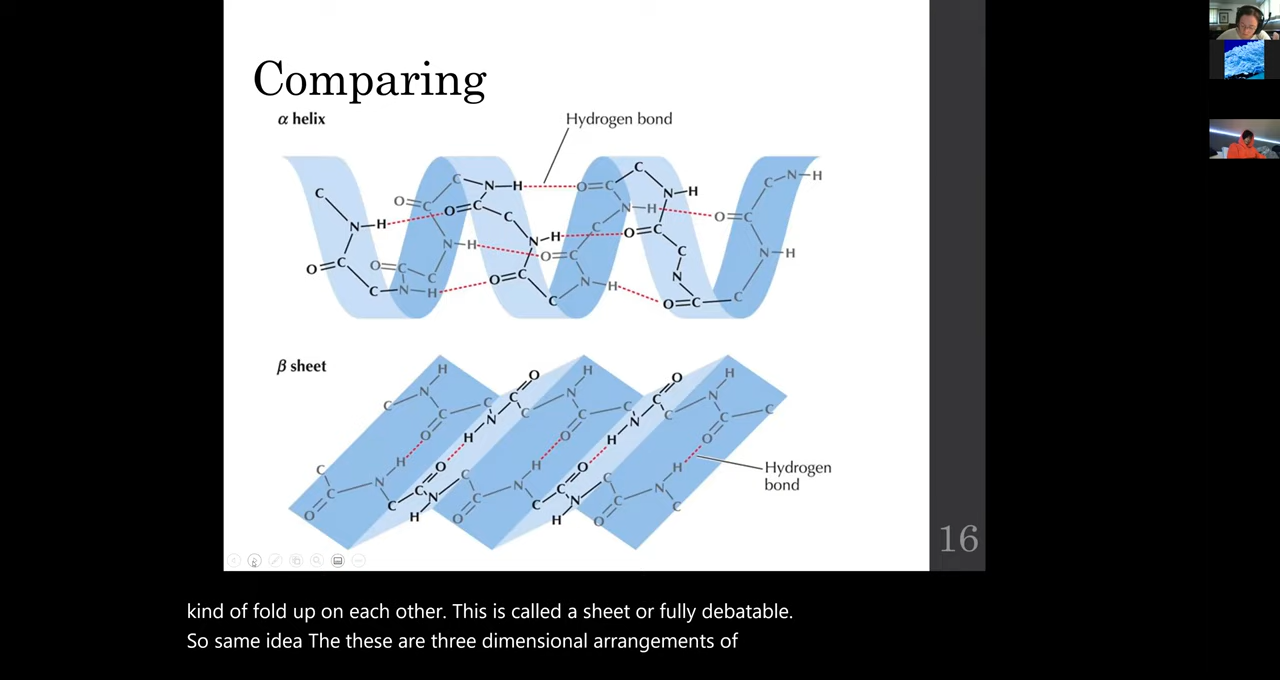 Comparing
α helix
Hydrogen bond
C C N H O C C N H C N H
O C O C N H O C
N H C N H O C C N H
O C O C C O C N H C N
C N H O C C N H O C C
β sheet
H O H O H
C N C N C N C
C C C C C C C
O H N O H N O
C N H O C N H O C N H
O C C C N O C C C N O C C
H H
Hydrogen
bond
16
kind of fold up on each other. This is called a sheet or fully debatable.
So same idea The these are three dimensional arrangements of